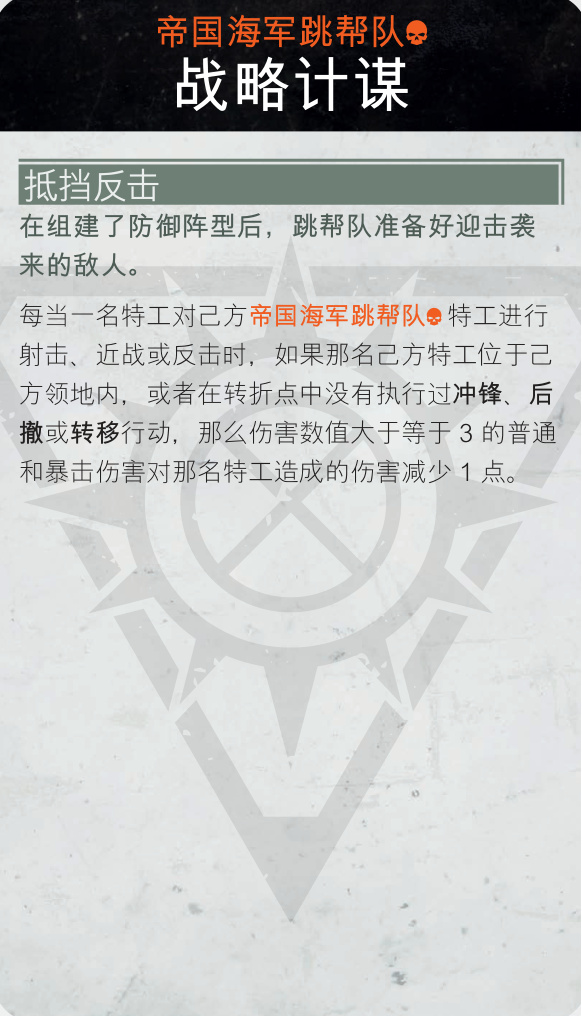 帝国海军跳帮队
战略计谋
抵挡反击
在组建了防御阵型后，跳帮队准备好迎击袭
来的敌人。
每当一名特工对己方帝国海军跳帮队 特工进行
射击、近战或反击时，如果那名己方特工位于己
方领地内，或者在转折点中没有执行过冲锋、后
撤或转移行动，那么伤害数值大于等于 3 的普通
和暴击伤害对那名特工造成的伤害减少 1 点。